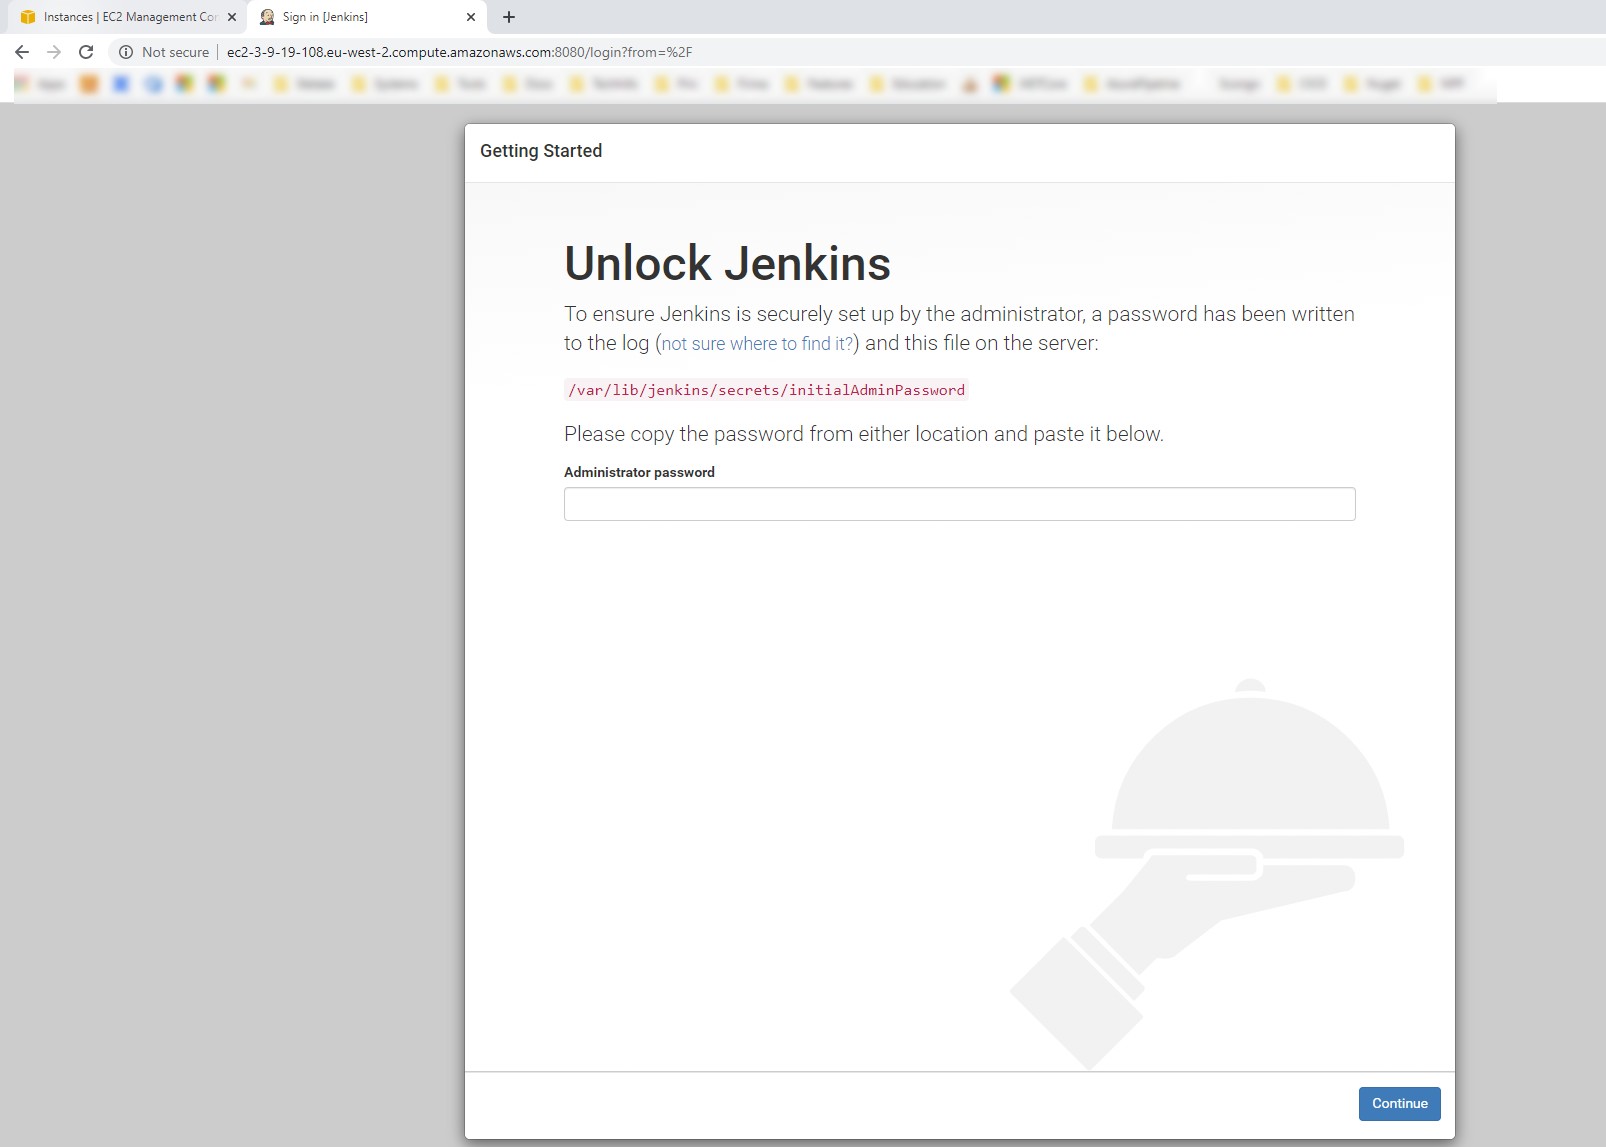 Instances | EC2 Management Con
Sign in [Jenkins]
Not secure
ec2-3-9-19-108.eu-west-2.compute.amazonaws.com:8080/login?from=%2F
Getting Started
Unlock Jenkins
To ensure Jenkins is securely set up by the administrator, a password has been written
to the log (not sure where to find it?) and this file on the server:
/var/lib/jenkins/secrets/initialAdminPassword
Please copy the password from either location and paste it below.
Administrator password
Continue